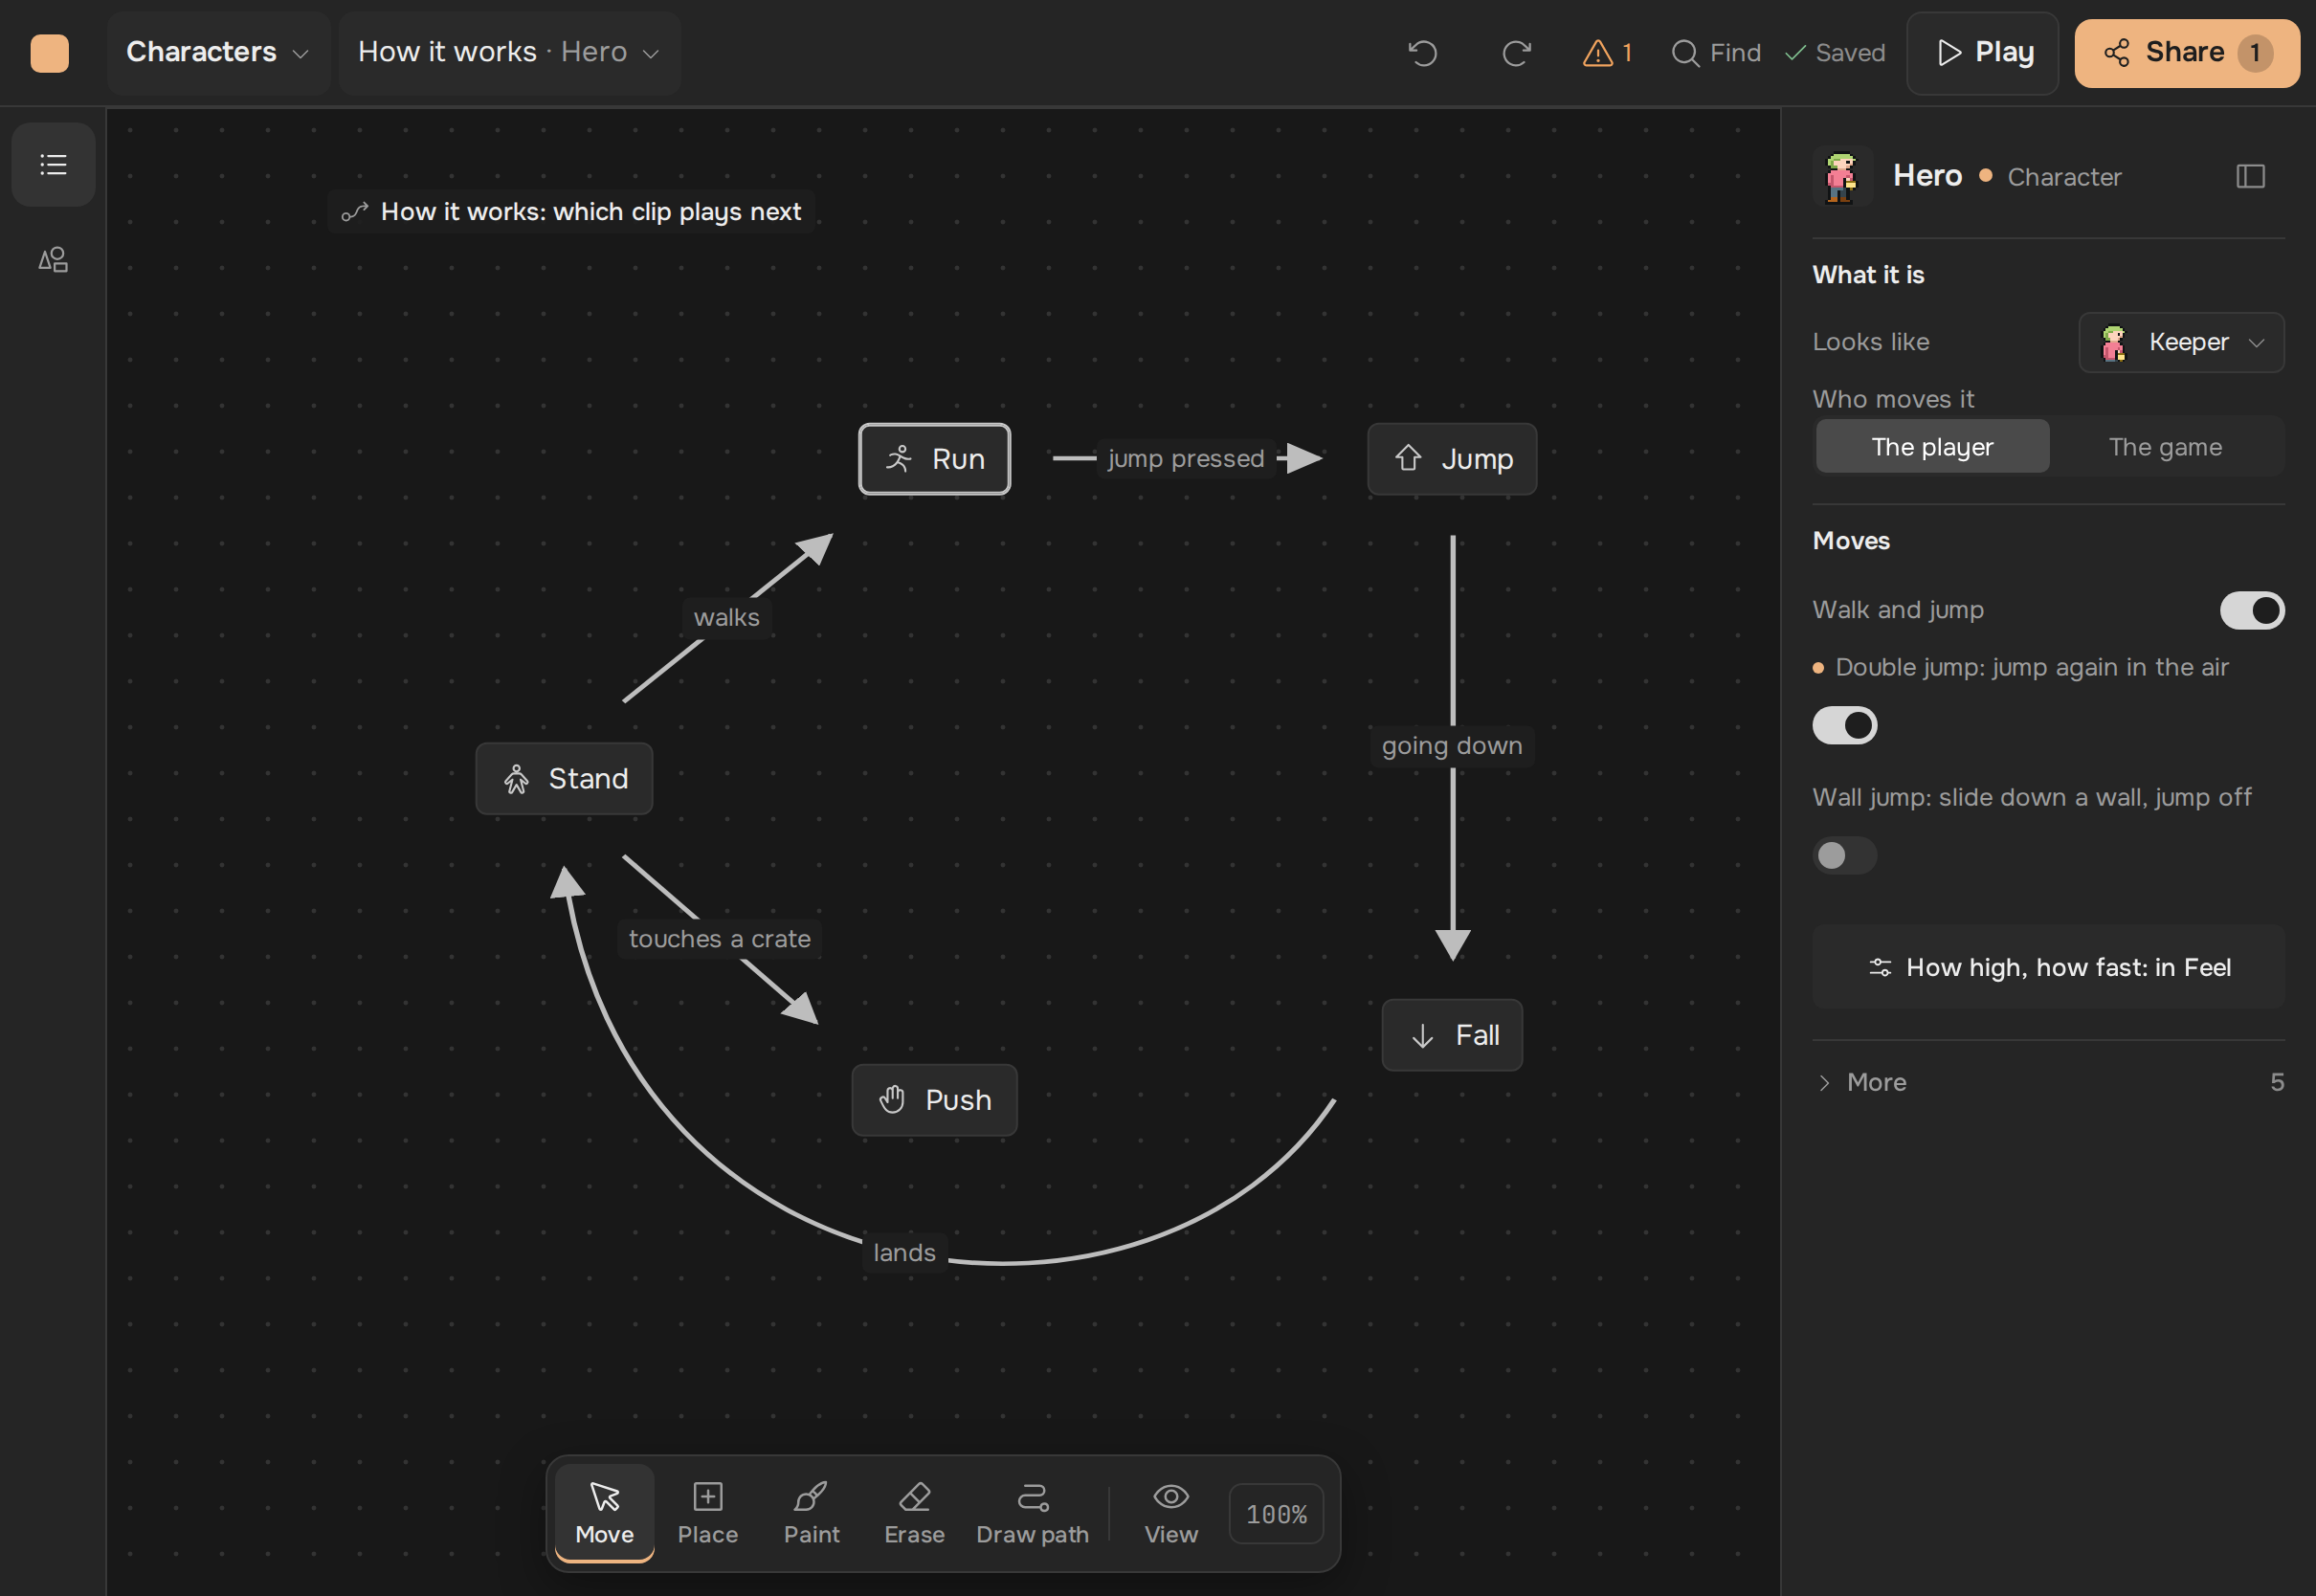 Characters
How it works · Hero
1
Find
Saved
Play
Share 1
How it works: which clip plays next
Run
jump pressed
Jump
walks
Stand
going down
touches a crate
Push
Fall
lands
Move
Place
Paint
Erase
Draw path
View
100%
Hero
Character
What it is
Looks like
Keeper
Who moves it
The player
The game
Moves
Walk and jump
Double jump: jump again in the air
Wall jump: slide down a wall, jump off
How high, how fast: in Feel
More
5